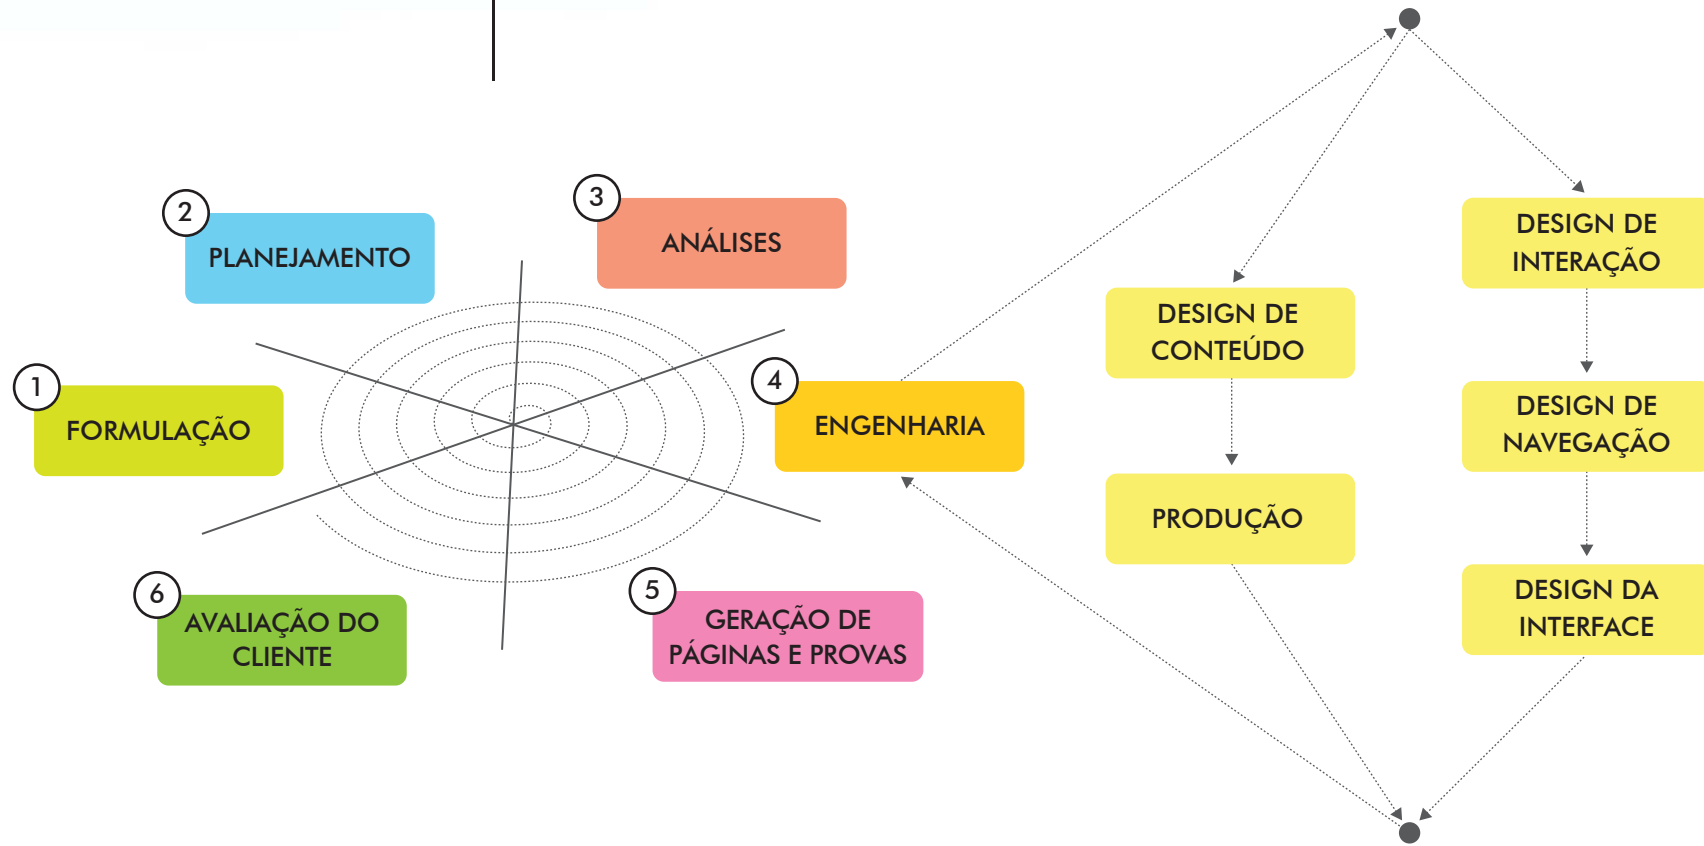 1
FORMULAÇÃO
2
PLANEJAMENTO
3
ANÁLISES
4
ENGENHARIA
5
GERAÇÃO DE
PÁGINAS E PROVAS
6
AVALIAÇÃO DO
CLIENTE
DESIGN DE
CONTEÚDO
PRODUÇÃO
DESIGN DE
INTERAÇÃO
DESIGN DE
NAVEGAÇÃO
DESIGN DA
INTERFACE